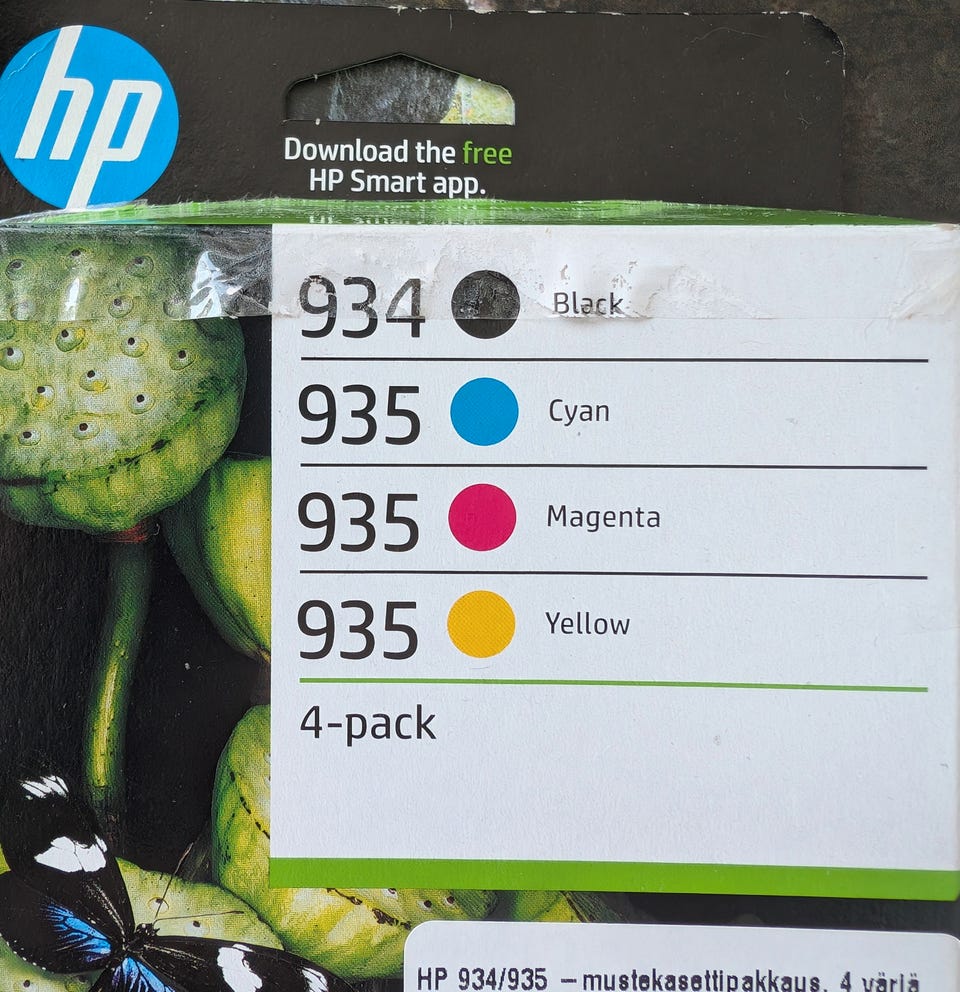 hp
Download the free
HP Smart app.
934 Black
935 Cyan
935 Magenta
935 Yellow
4-pack
HP 934/935 – mustekasettipakkaus, 4 väriä